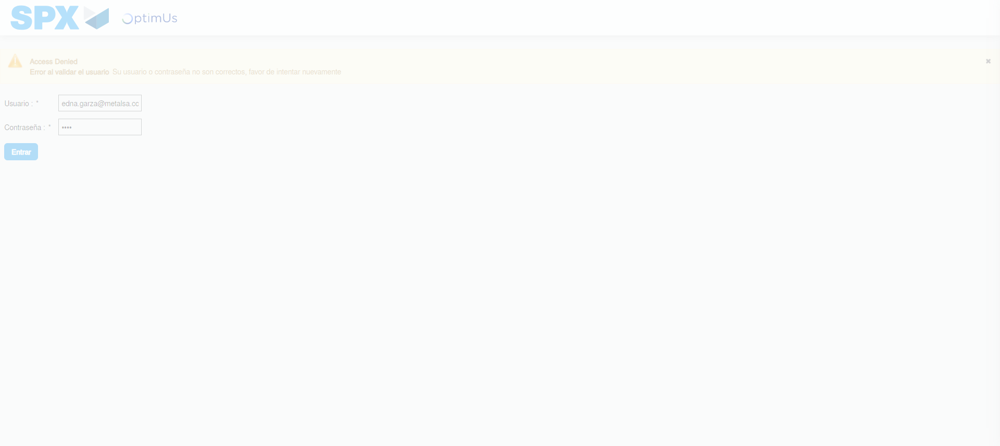 SPX OptimUs
Access Denied
Error al validar el usuario Su usuario o contraseña no son correctos, favor de intentar nuevamente
Usuario : * edna.garza@metalsa.cc
Contraseña : * ••••
Entrar